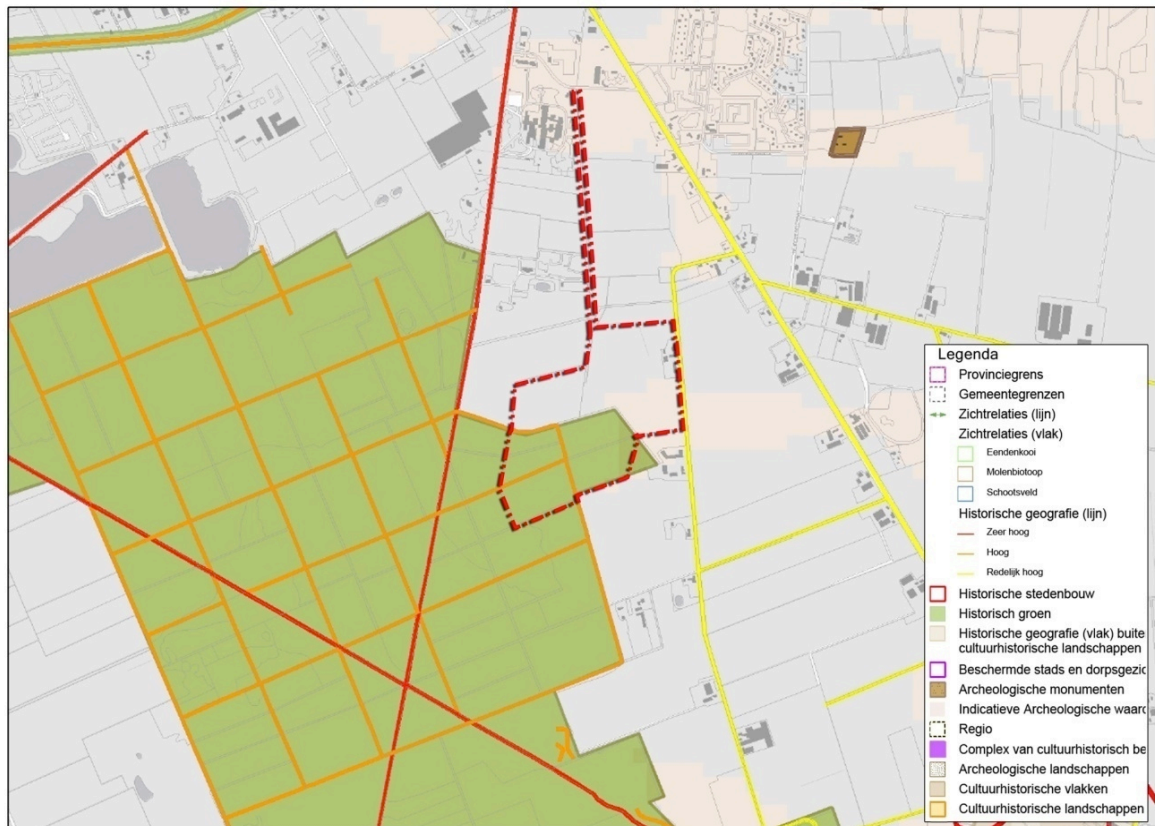 Legenda
Provinciegrens
Gemeentegrenzen
Zichtrelaties (lijn)
Zichtrelaties (vlak)
Eendenkooi
Molenbiotoop
Schootsveld
Historische geografie (lijn)
Zeer hoog
Hoog
Redelijk hoog
Historische stedenbouw
Historisch groen
Historische geografie (vlak) buite
cultuurhistorische landschappen
Beschermde stads en dorpsgezic
Archeologische monumenten
Indicatieve Archeologische waard
Regio
Complex van cultuurhistorisch be
Archeologische landschappen
Cultuurhistorische vlakken
Cultuurhistorische landschappen